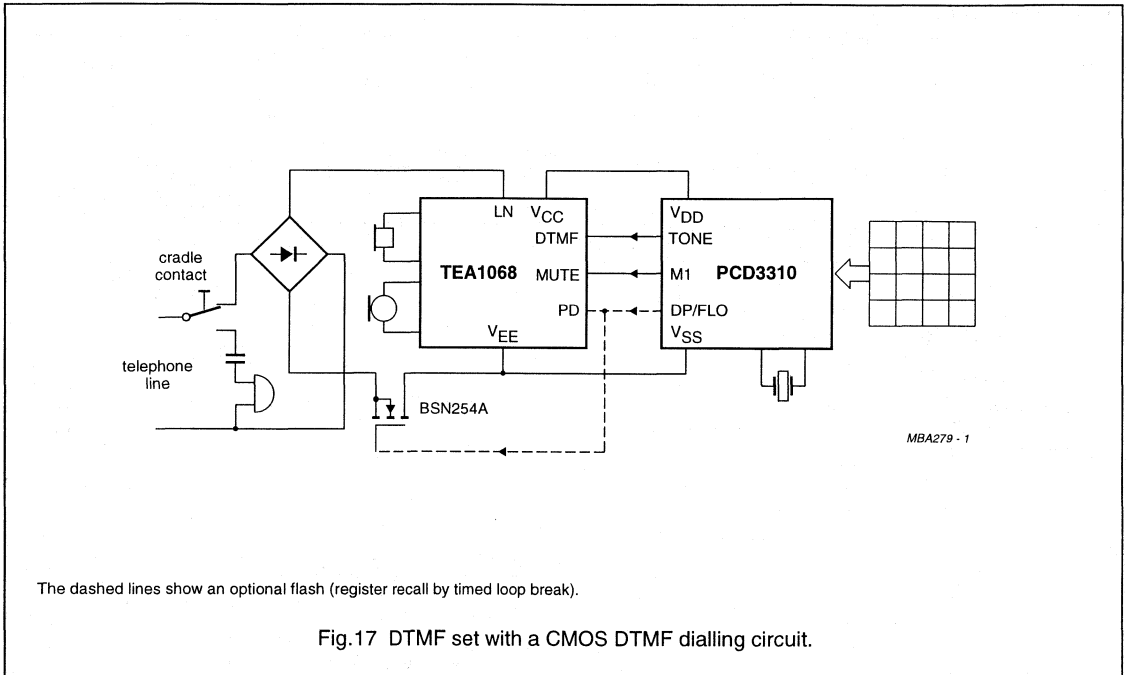 LN VCC VDD
DTMF TONE
cradle
contact
TEA1068 MUTE M1 PCD3310
PD DP/FLO
VEE VSS
telephone
line
BSN254A
MBA279 - 1
The dashed lines show an optional flash (register recall by timed loop break).
Fig.17 DTMF set with a CMOS DTMF dialling circuit.